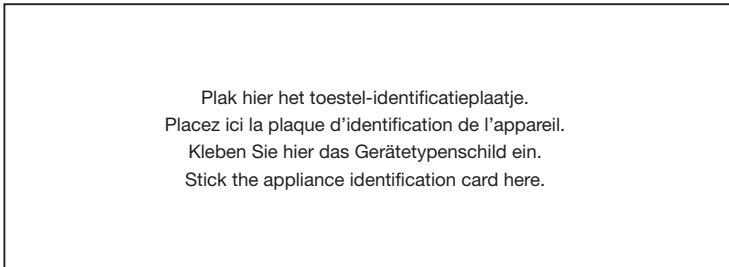 Plak hier het toestel-identificatieplaatje.
Placez ici la plaque d’identification de l’appareil.
Kleben Sie hier das Gerätetypenschild ein.
Stick the appliance identification card here.